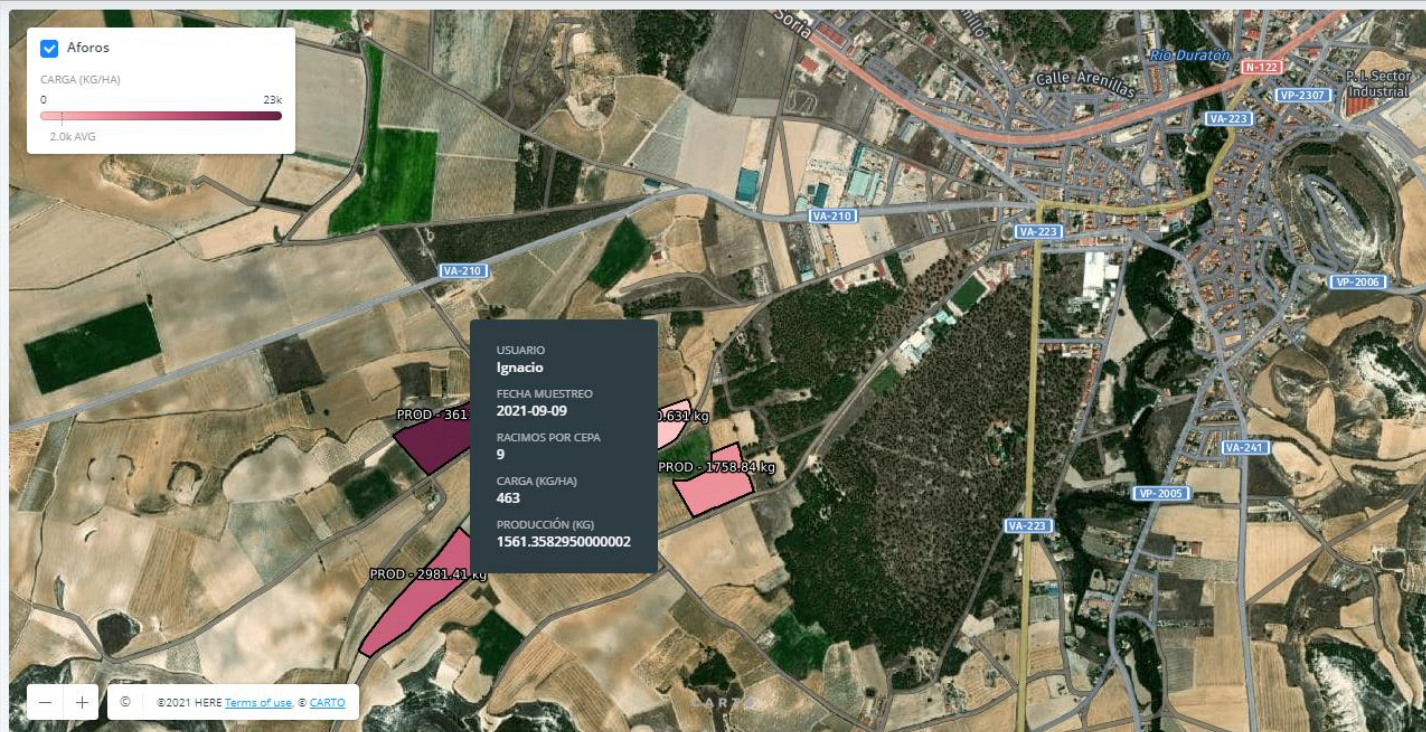 Aforos
CARGA (KG/HA)
0 23k
2.0k AVG
Soria
Río Duratón
N-122
Calle Arenillas
P. I. Sector
Industrial
VP-2307
VA-223
VA-210
VA-223
VA-210
VP-2006
USUARIO
Ignacio
FECHA MUESTREO
2021-09-09
RACIMOS POR CEPA
9
CARGA (KG/HA)
463
PRODUCCIÓN (KG)
1561.3582950000002
PROD - 361
.631 kg
PROD - 1758.84 kg
VA-241
VP-2005
VA-223
PROD - 2981.41 kg
− + © ©2021 HERE Terms of use. © CARTO
CARTO